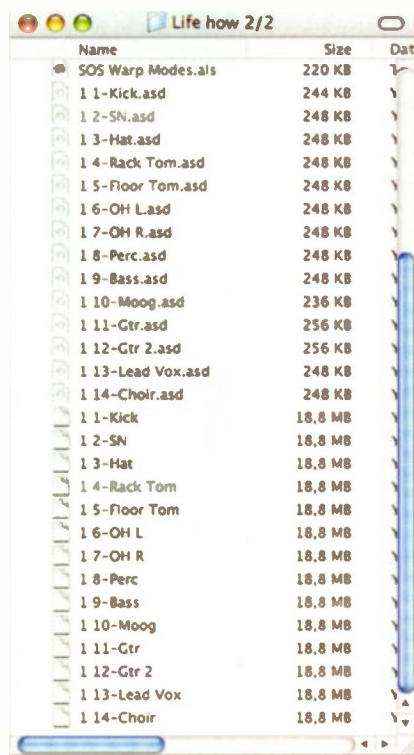 Life how 2/2
Name Size Dat
SOS Warp Modes.als 220 KB
1 1-Kick.asd 244 KB
1 2-SN.asd 248 KB
1 3-Hat.asd 248 KB
1 4-Rack Tom.asd 248 KB
1 5-Floor Tom.asd 248 KB
1 6-OH L.asd 248 KB
1 7-OH R.asd 248 KB
1 8-Perc.asd 248 KB
1 9-Bass.asd 248 KB
1 10-Moog.asd 236 KB
1 11-Gtr.asd 256 KB
1 12-Gtr 2.asd 256 KB
1 13-Lead Vox.asd 248 KB
1 14-Choir.asd 248 KB
1 1-Kick 18,8 MB
1 2-SN 18,8 MB
1 3-Hat 18,8 MB
1 4-Rack Tom 18,8 MB
1 5-Floor Tom 18,8 MB
1 6-OH L 18,8 MB
1 7-OH R 18,8 MB
1 8-Perc 18,8 MB
1 9-Bass 18,8 MB
1 10-Moog 18,8 MB
1 11-Gtr 18,8 MB
1 12-Gtr 2 18,8 MB
1 13-Lead Vox 18,8 MB
1 14-Choir 18,8 MB